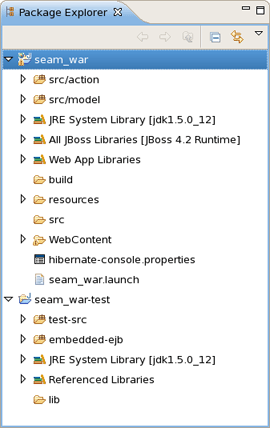 Package Explorer
seam_war
src/action
src/model
JRE System Library [jdk1.5.0_12]
All JBoss Libraries [JBoss 4.2 Runtime]
Web App Libraries
build
resources
src
WebContent
hibernate-console.properties
seam_war.launch
seam_war-test
test-src
embedded-ejb
JRE System Library [jdk1.5.0_12]
Referenced Libraries
lib